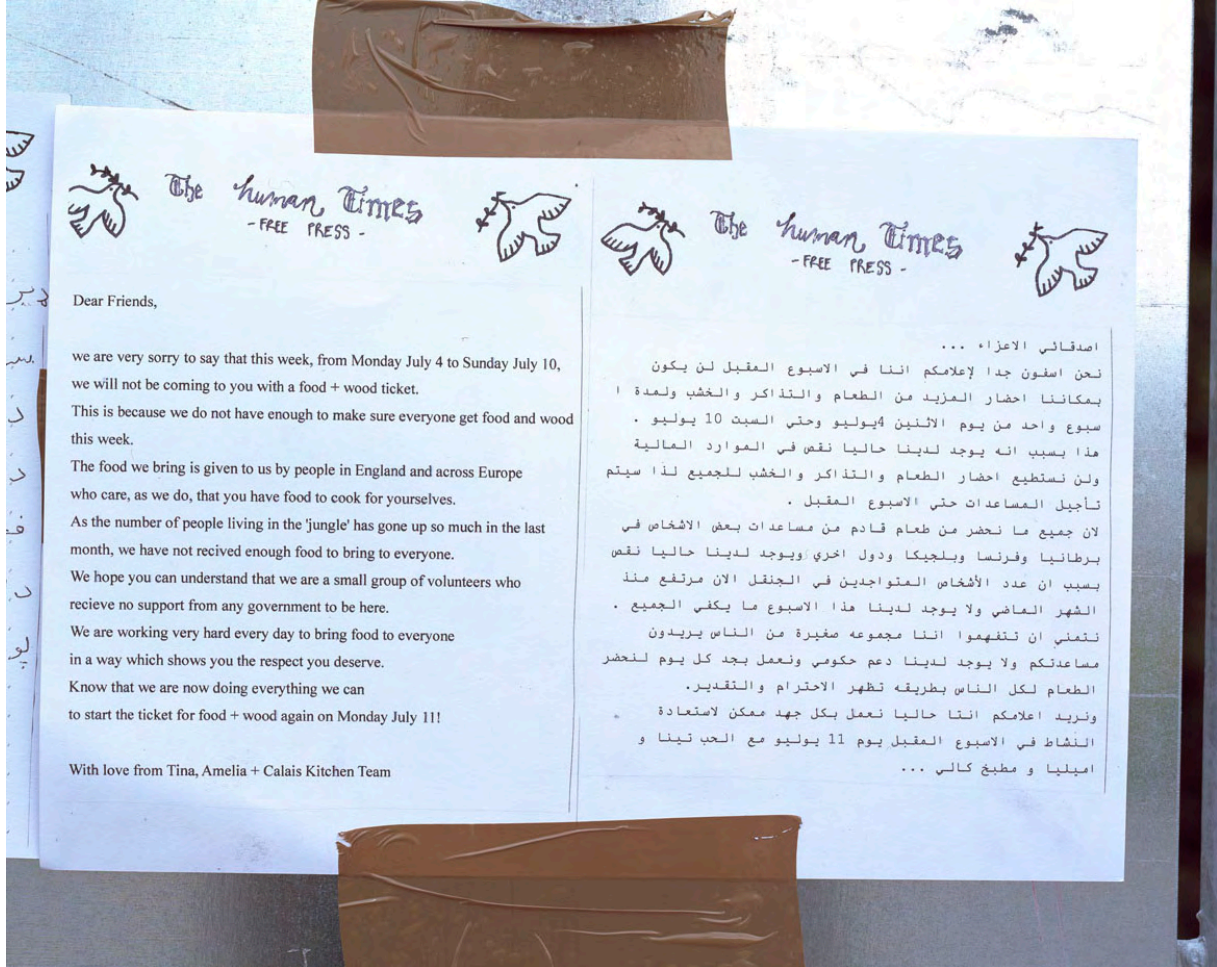 The human Times
- FREE PRESS -
Dear Friends,
we are very sorry to say that this week, from Monday July 4 to Sunday July 10,
we will not be coming to you with a food + wood ticket.
This is because we do not have enough to make sure everyone get food and wood
this week.
The food we bring is given to us by people in England and across Europe
who care, as we do, that you have food to cook for yourselves.
As the number of people living in the 'jungle' has gone up so much in the last
month, we have not recived enough food to bring to everyone.
We hope you can understand that we are a small group of volunteers who
recieve no support from any government to be here.
We are working very hard every day to bring food to everyone
in a way which shows you the respect you deserve.
Know that we are now doing everything we can
to start the ticket for food + wood again on Monday July 11!
With love from Tina, Amelia + Calais Kitchen Team
The human Times
- FREE PRESS -
اصدقائي الاعزاء ...
نحن اسفون جدا لإعلامكم اننا في الاسبوع المقبل لن يكون
بمكاننا احضار المزيد من الطعام والتذاكر والخشب ولمدة ا
سبوع واحد من يوم الاثنين 4يوليو وحتي السبت 10 يوليو .
هذا بسبب انه يوجد لدينا حاليا نقص في الموارد المالية
ولن نستطيع احضار الطعام والتذاكر والخشب للجميع لذا سيتم
تأجيل المساعدات حتي الاسبوع المقبل .
لان جميع ما نحضر من طعام قادم من مساعدات بعض الاشخاص في
برطانيا وفرنسا وبلجيكا ودول اخري ويوجد لدينا حاليا نقص
بسبب ان عدد الأشخاص المتواجدين في الجنقل الان مرتفع منذ
الشهر الماضي ولا يوجد لدينا هذا الاسبوع ما يكفي الجميع .
نتمني ان تتفهموا اننا مجموعه صغيرة من الناس يريدون
مساعدتكم ولا يوجد لدينا دعم حكومي ونعمل بجد كل يوم لنحضر
الطعام لكل الناس بطريقه تظهر الاحترام والتقدير.
ونريد اعلامكم انتا حاليا نعمل بكل جهد ممكن لاستعادة
النشاط في الاسبوع المقبل يوم 11 يوليو مع الحب تينا و
اميليا و مطبخ كالي ...